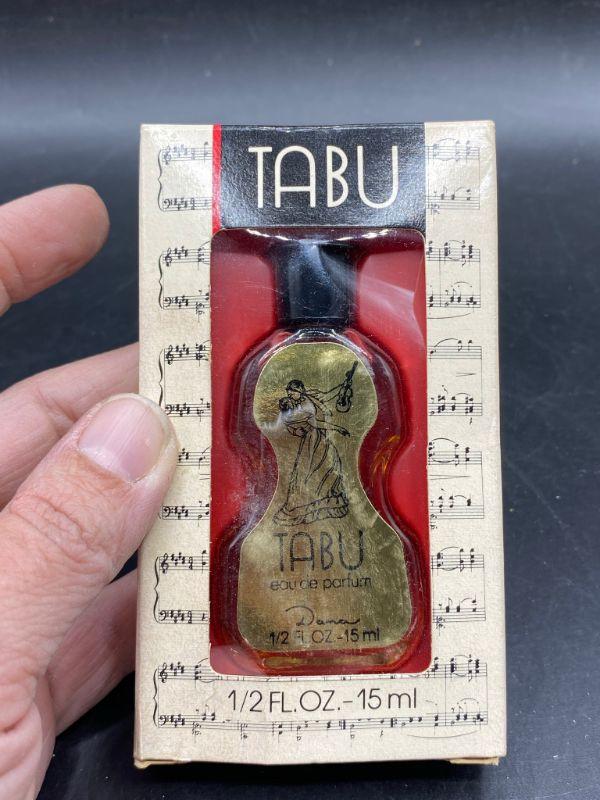 TABU
TABU
eau de parfum
Dana
1/2 FL.OZ.-15 ml
1/2 FL.OZ.-15 ml